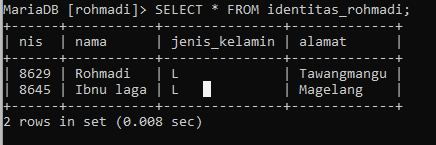 MariaDB [rohmadi]> SELECT * FROM identitas_rohmadi;
+------+-----------+---------------+-------------+
| nis  | nama      | jenis_kelamin | alamat      |
+------+-----------+---------------+-------------+
| 8629 | Rohmadi   | L             | Tawangmangu |
| 8645 | Ibnu laga | L             | Magelang    |
+------+-----------+---------------+-------------+
2 rows in set (0.008 sec)